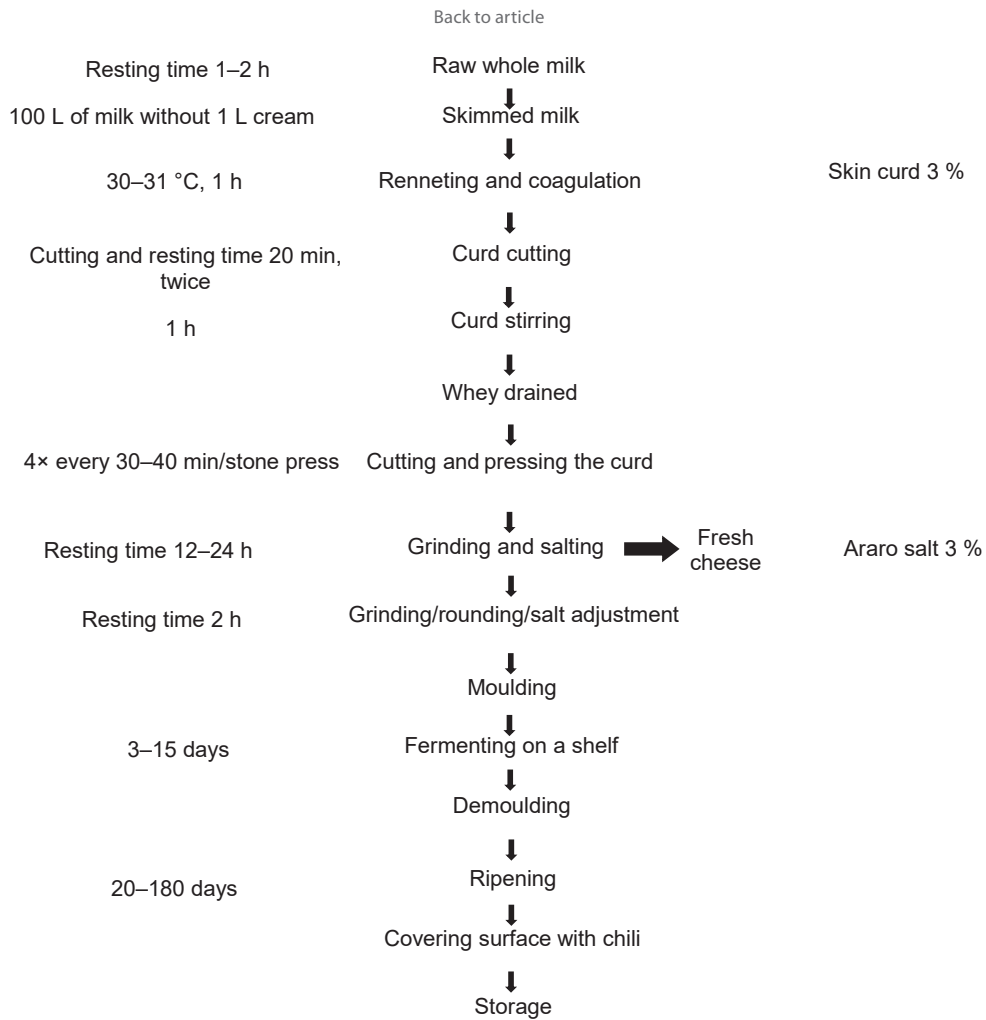 Back to article
Resting time 1–2 h
Raw whole milk
100 L of milk without 1 L cream
Skimmed milk
30–31 °C, 1 h
Renneting and coagulation
Skin curd 3 %
Cutting and resting time 20 min,
twice
Curd cutting
1 h
Curd stirring
Whey drained
4× every 30–40 min/stone press
Cutting and pressing the curd
Resting time 12–24 h
Grinding and salting
Fresh
cheese
Araro salt 3 %
Resting time 2 h
Grinding/rounding/salt adjustment
Moulding
3–15 days
Fermenting on a shelf
Demoulding
20–180 days
Ripening
Covering surface with chili
Storage